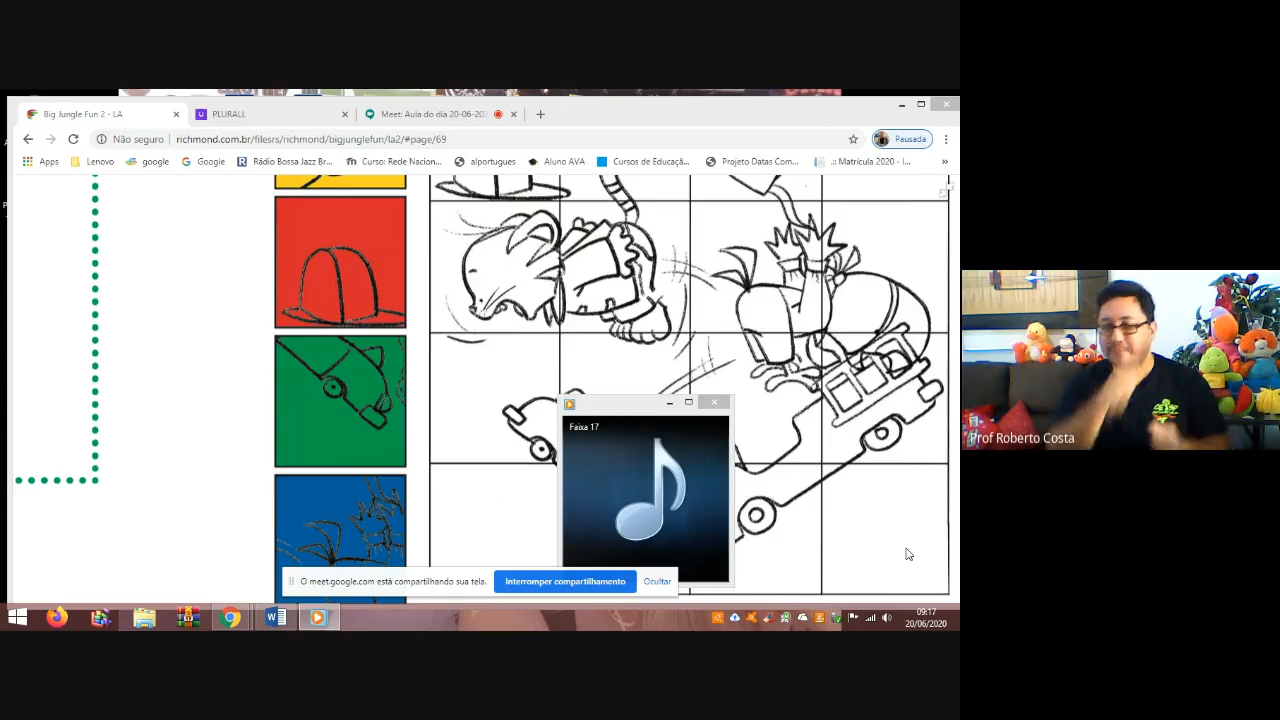 Big Jungle Fun 2 - LA
PLURALL
Meet: Aula do dia 20-06-202
Não seguro
richmond.com.br/filesrs/richmond/bigjunglefun/la2/#page/69
Pausada
Apps
Lenovo
google
Google
Rádio Bossa Jazz Br...
Curso: Rede Nacion...
alportugues
Aluno AVA
Cursos de Educaçã...
Projeto Datas Com...
.:: Matrícula 2020 - I...
»
Faixa 17
Prof Roberto Costa
O meet.google.com está compartilhando sua tela.
Interromper compartilhamento
Ocultar
09:17
20/06/2020